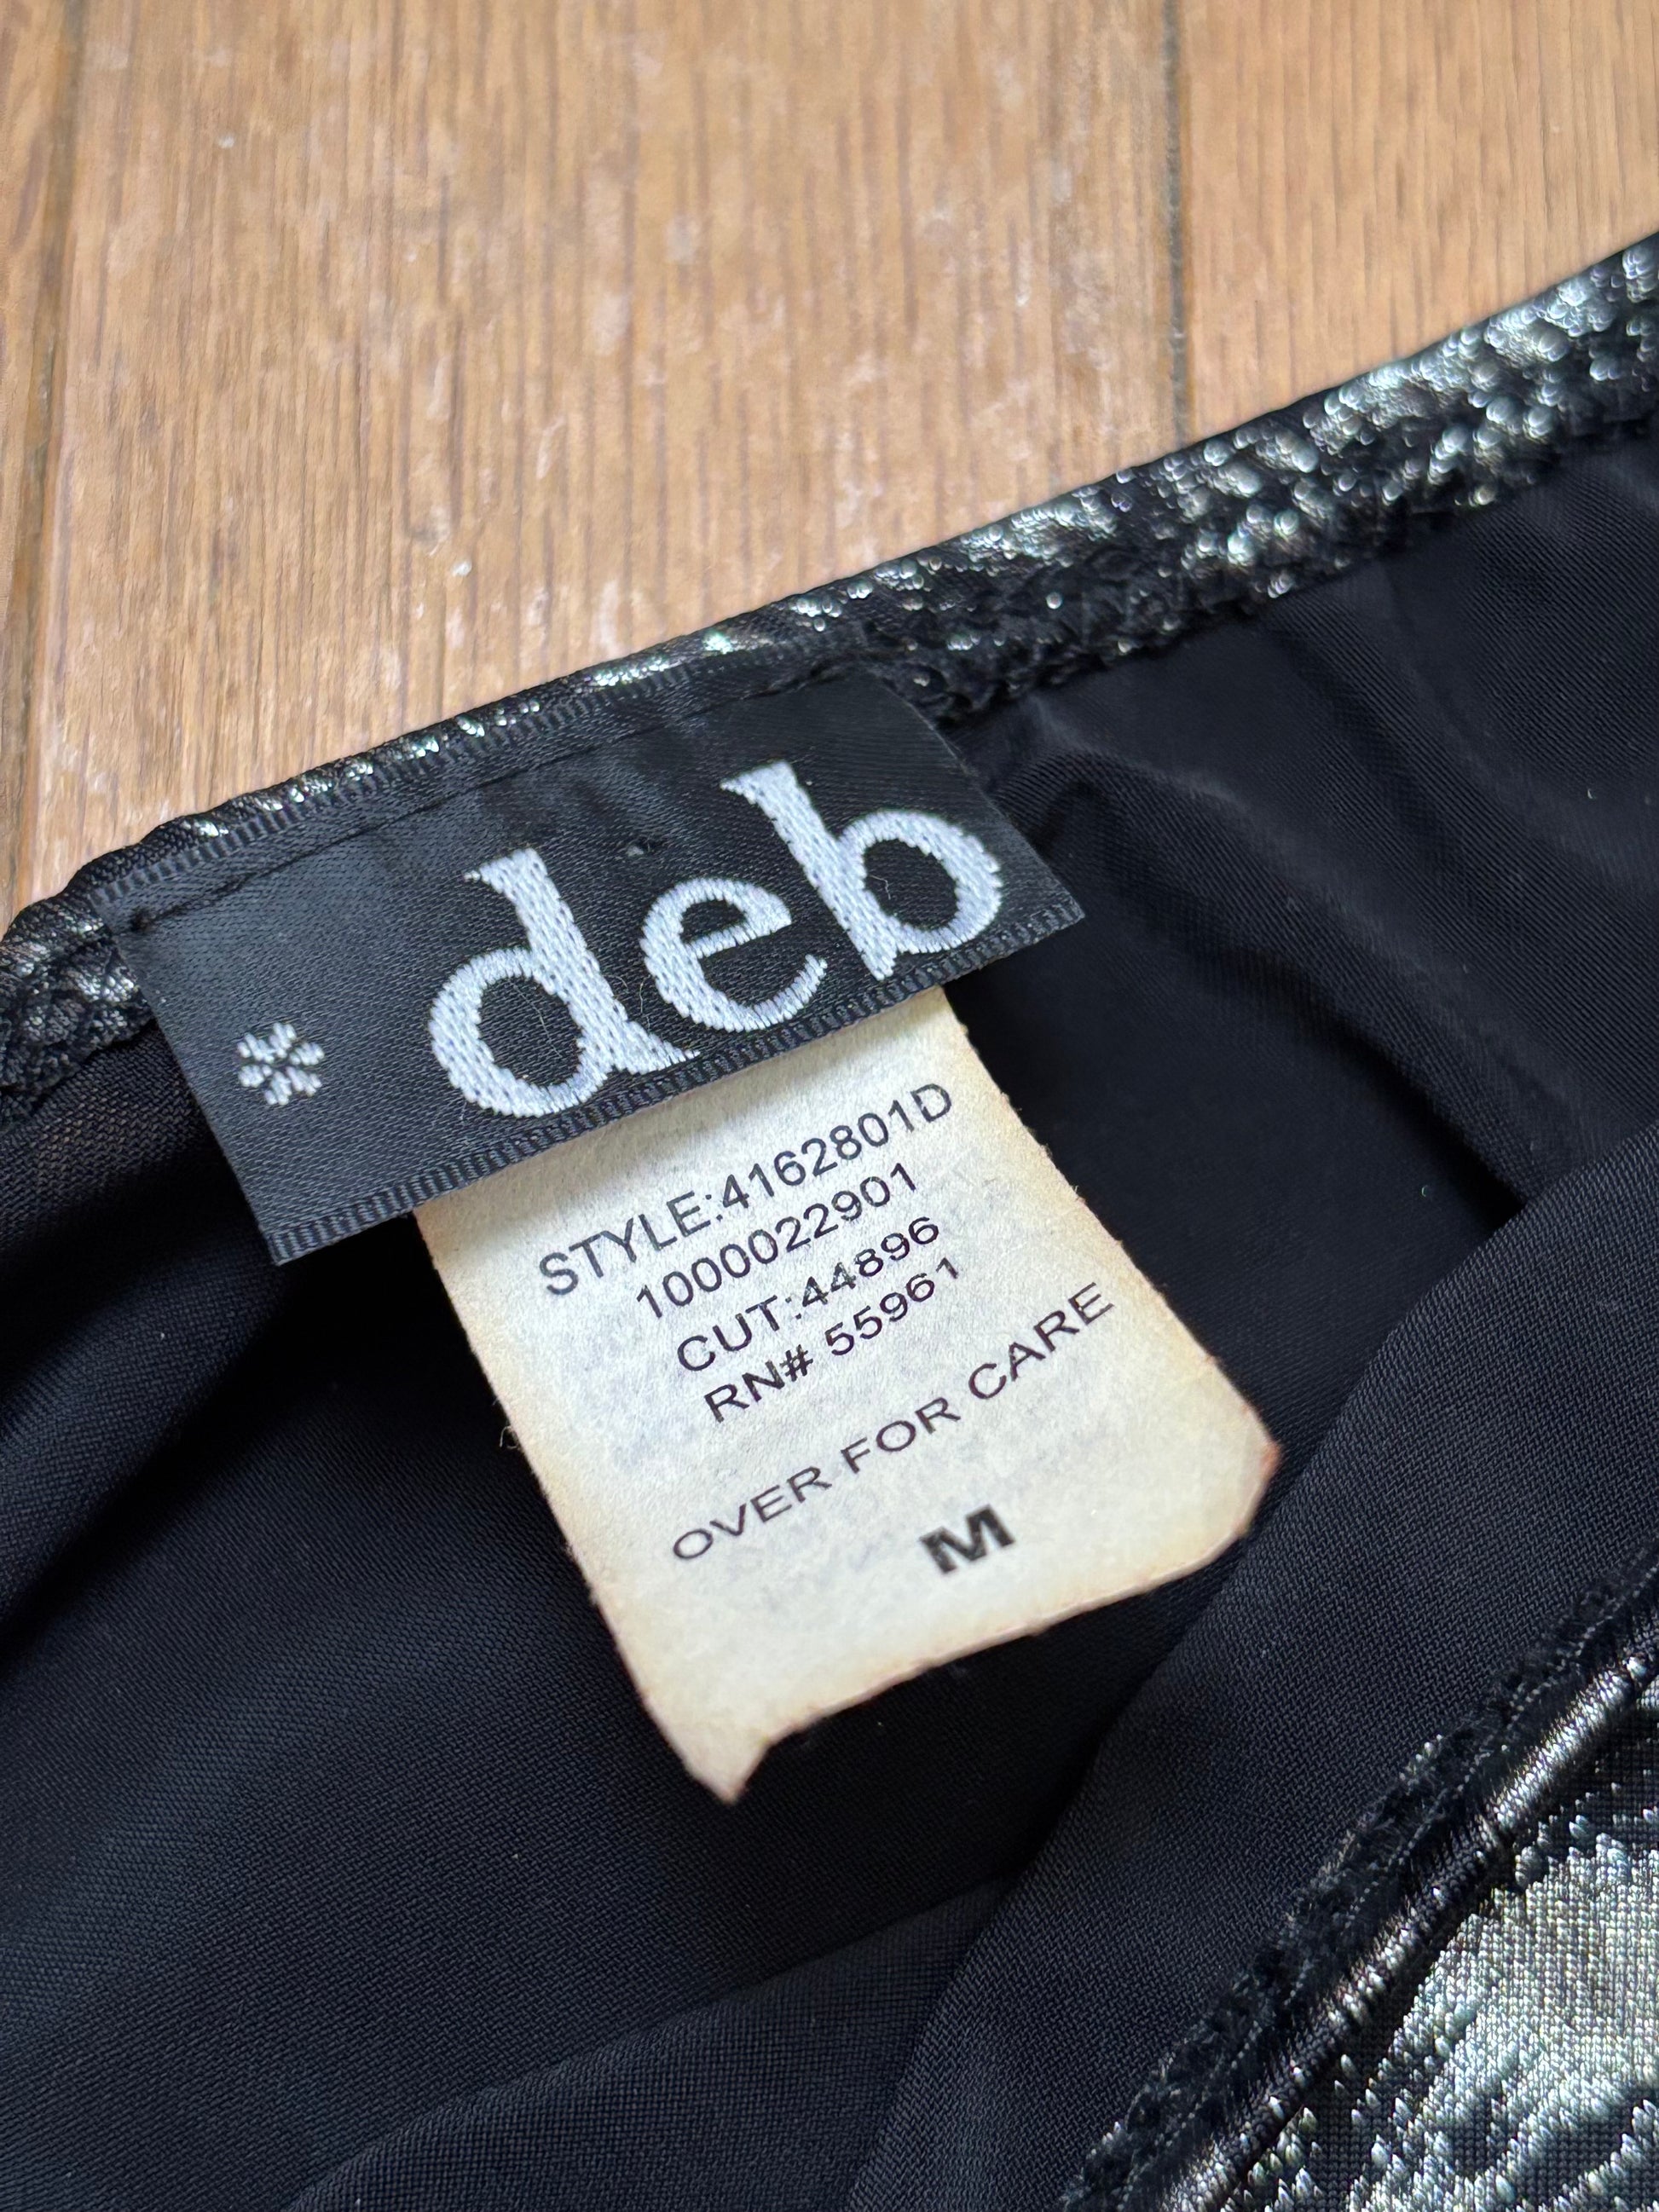 * deb
STYLE:4162801D
1000022901
CUT:44896
RN# 55961
OVER FOR CARE
M